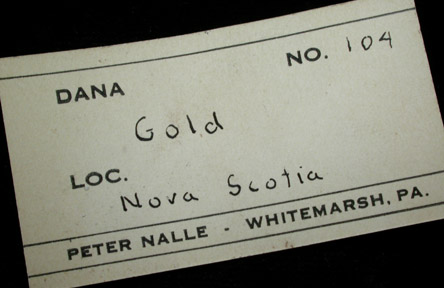 DANA NO. 104
Gold
LOC.
Nova Scotia
PETER NALLE - WHITEMARSH, PA.